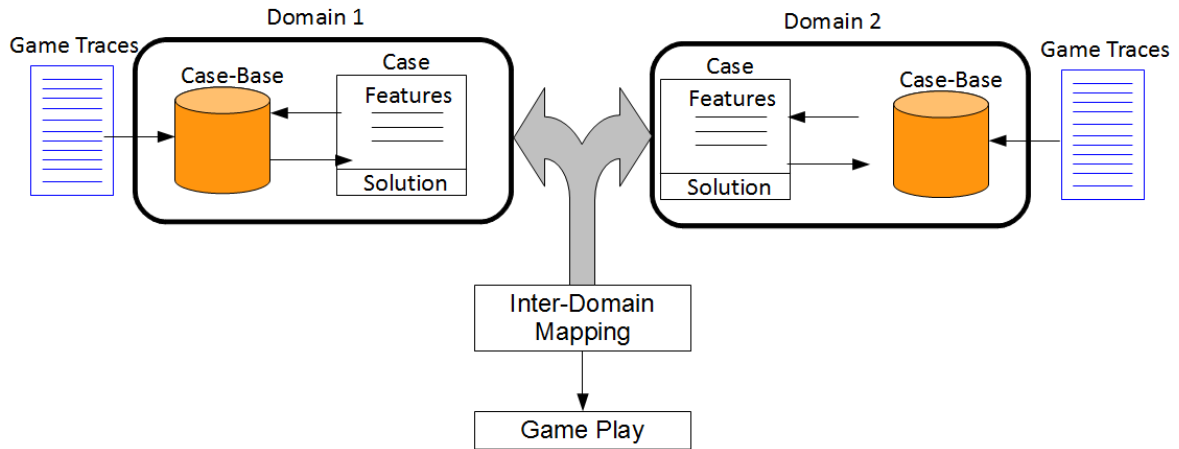 Domain 1
Game Traces
Case-Base
Case
Features
Solution
Domain 2
Game Traces
Case
Features
Solution
Case-Base
Inter-Domain
Mapping
Game Play